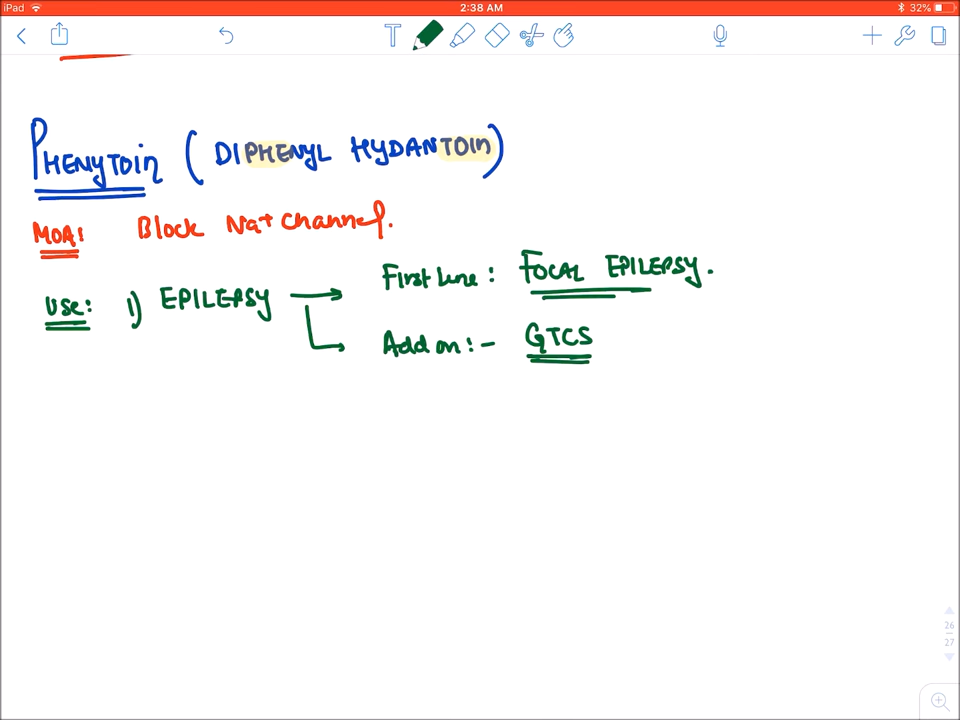 iPad 2:38 AM 32%
T
PHENYTOIN ( DIPHENYL HYDANTOIN)
MOA: Block Na+ channel.
Use: 1) EPILEPSY First Line : FOCAL EPILEPSY.
Add on :- GTCS
26
27